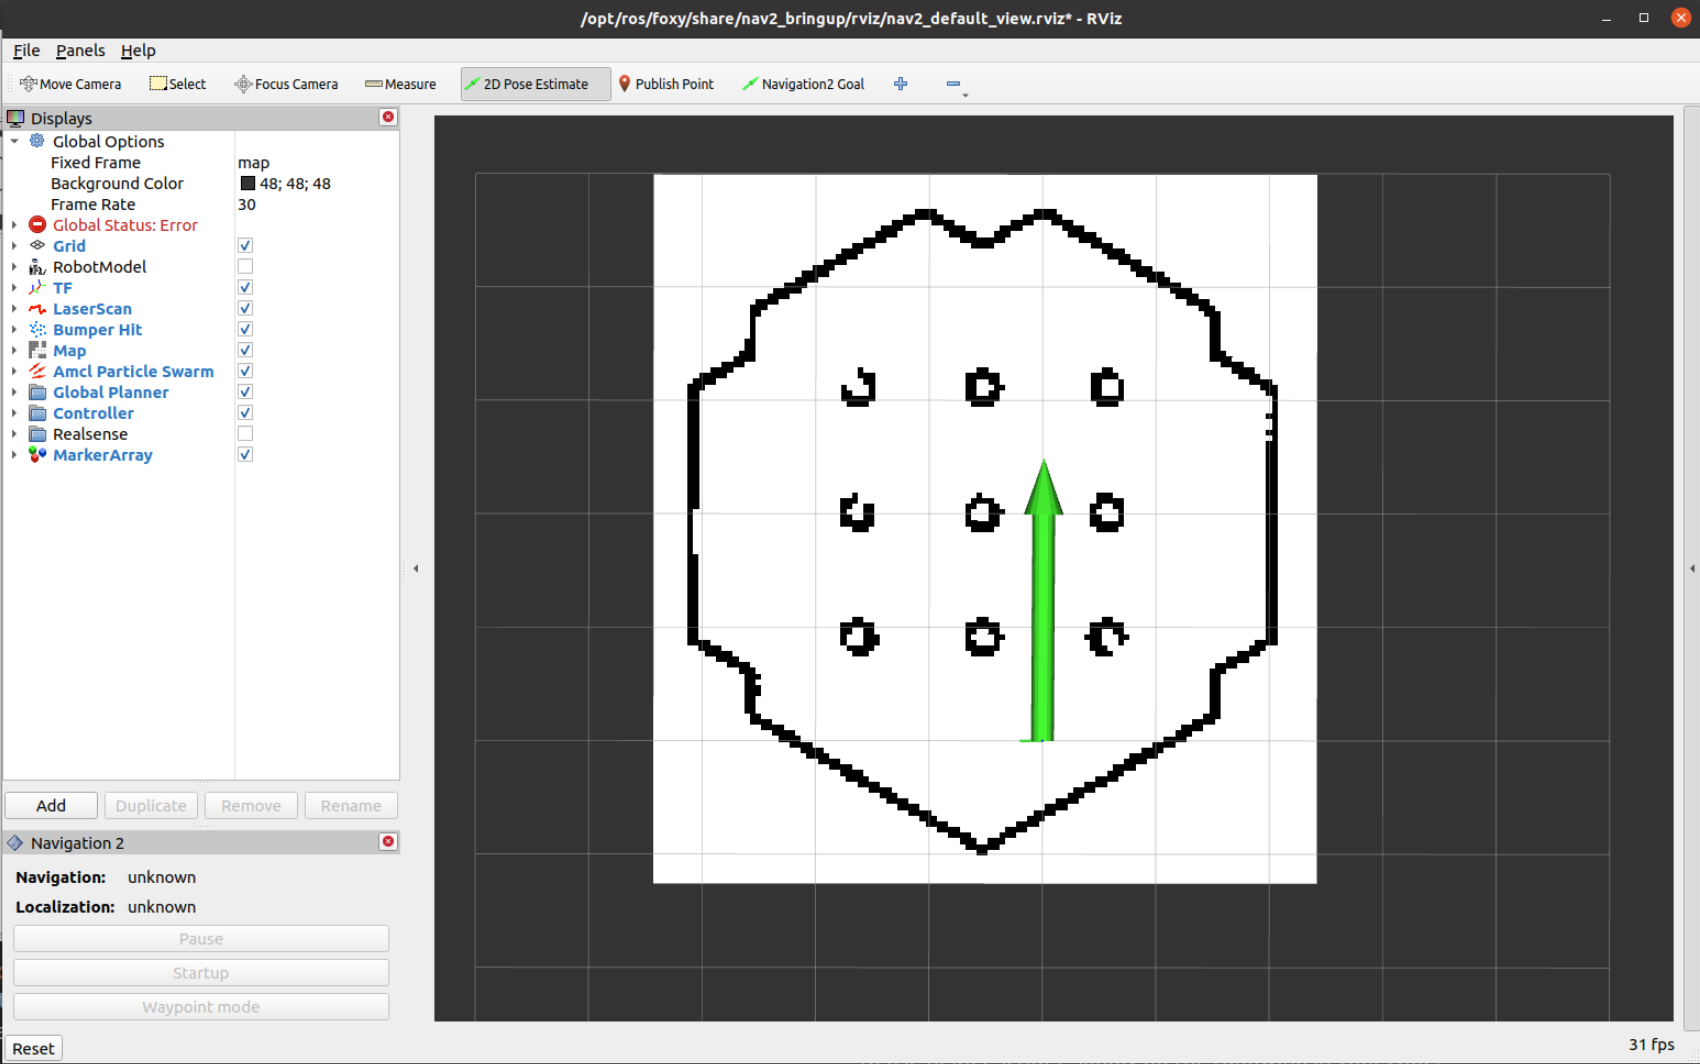 /opt/ros/foxy/share/nav2_bringup/rviz/nav2_default_view.rviz* - RViz
File Panels Help
Move Camera Select Focus Camera Measure 2D Pose Estimate Publish Point Navigation2 Goal
Displays
Global Options
Fixed Frame map
Background Color 48; 48; 48
Frame Rate 30
Global Status: Error
Grid
RobotModel
TF
LaserScan
Bumper Hit
Map
Amcl Particle Swarm
Global Planner
Controller
Realsense
MarkerArray
Add Duplicate Remove Rename
Navigation 2
Navigation: unknown
Localization: unknown
Pause
Startup
Waypoint mode
Reset 31 fps